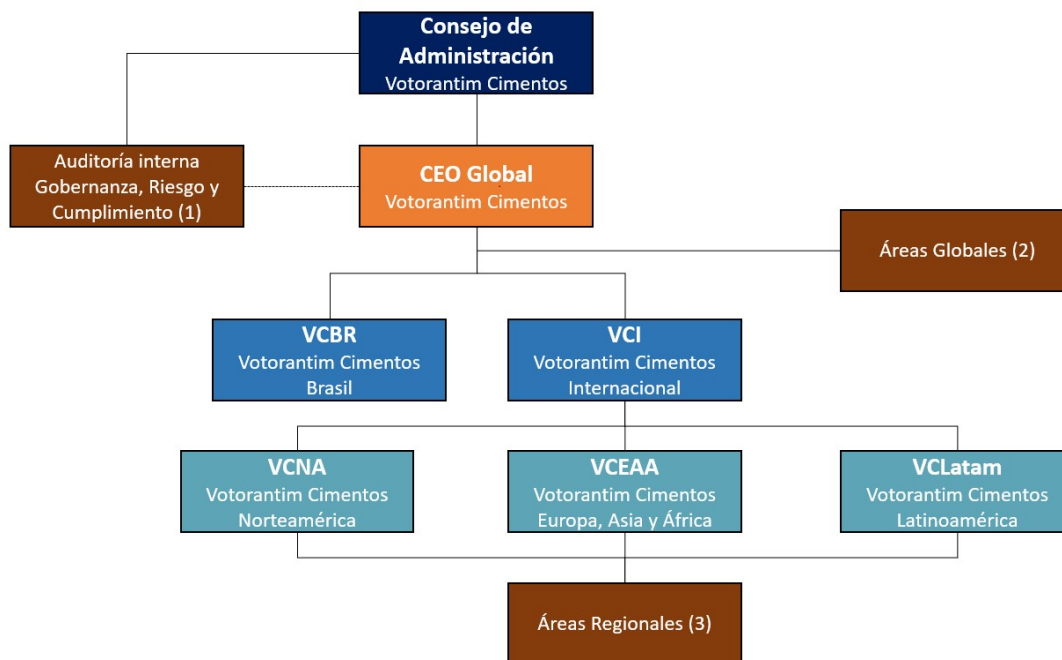 Consejo de
Administración
Votorantim Cimentos
Auditoría interna
Gobernanza, Riesgo y
Cumplimiento (1)
CEO Global
Votorantim Cimentos
Áreas Globales (2)
VCBR
Votorantim Cimentos
Brasil
VCI
Votorantim Cimentos
Internacional
VCNA
Votorantim Cimentos
Norteamérica
VCEAA
Votorantim Cimentos
Europa, Asia y África
VCLatam
Votorantim Cimentos
Latinoamérica
Áreas Regionales (3)